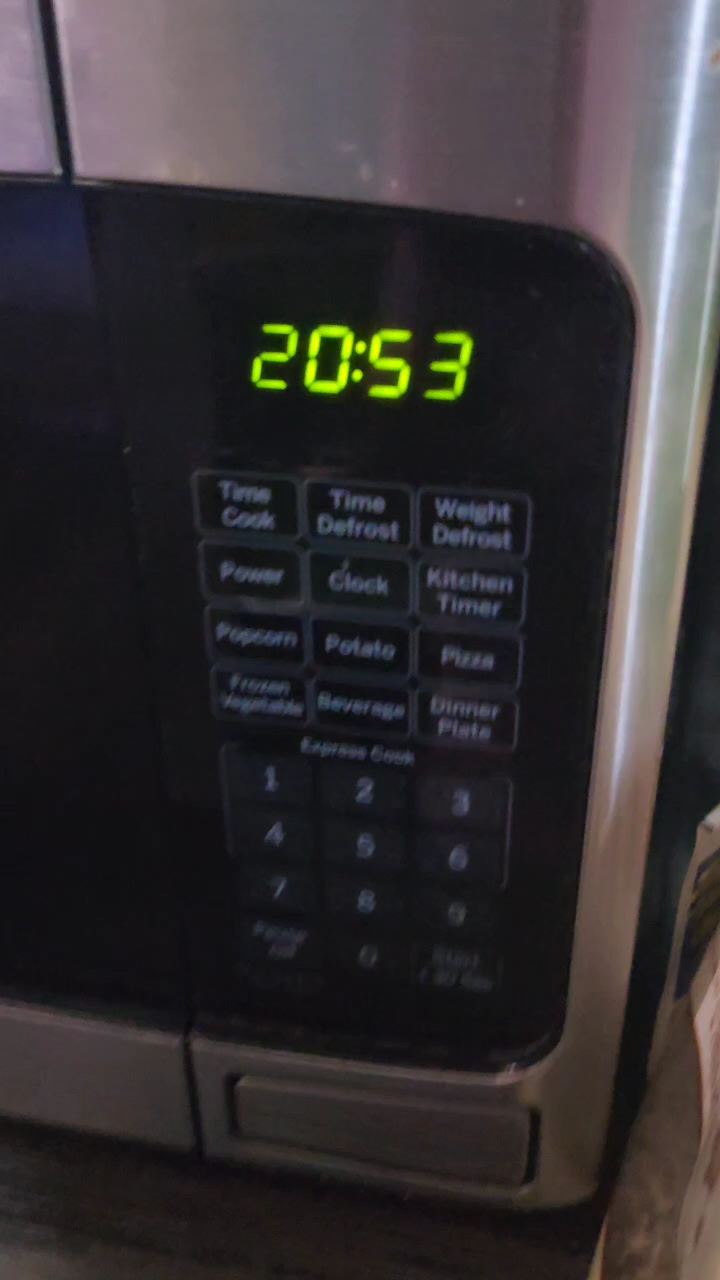 20:53
Time Cook
Time Defrost
Weight Defrost
Power
Clock
Kitchen Timer
Popcorn
Potato
Pizza
Frozen Vegetable
Beverage
Dinner Plate
Express Cook
1 2 3
4 5 6
7 8 9
0